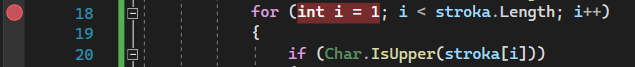 18 for (int i = 1; i < stroka.Length; i++)
19 {
20 if (Char.IsUpper(stroka[i]))